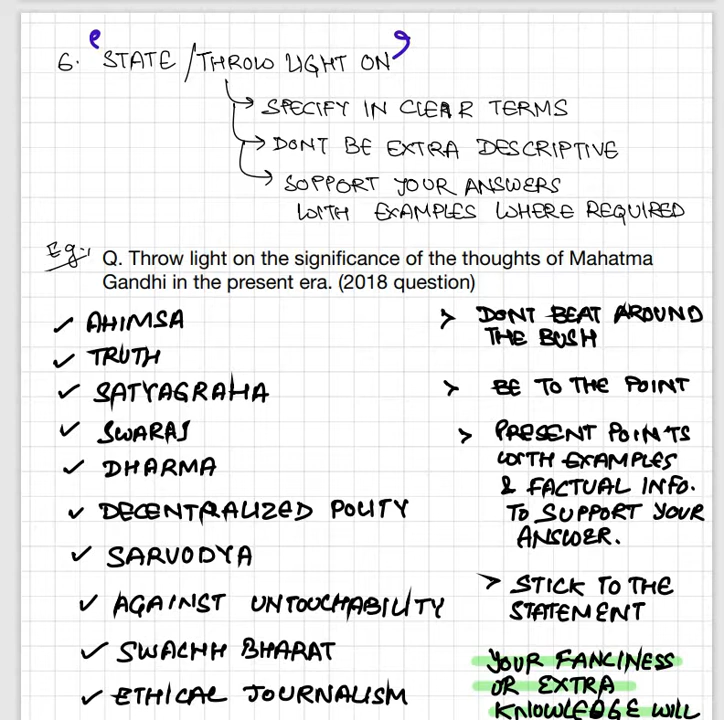 6. 'STATE/THROW LIGHT ON'
SPECIFY IN CLEAR TERMS
DONT BE EXTRA DESCRIPTIVE
SOPPORT YOUR ANSWERS
WITH EXAMPLES WHERE REQUIRED
Eg:-
Q. Throw light on the significance of the thoughts of Mahatma
Gandhi in the present era. (2018 question)
✓ AHIMSA
✓ TRUTH
✓ SATYAGRAHA
✓ SWARAJ
✓ DHARMA
✓ DECENTRALIZED POLITY
✓ SARVODYA
✓ AGAINST UNTOUCHABILITY
✓ SWACHH BHARAT
✓ ETHICAL JOURNALISM
> DONT BEAT AROUND
THE BUSH
> BE TO THE POINT
> PRESENT POINTS
WITH EXAMPLES
& FACTUAL INFO.
TO SUPPORT YOUR
ANSWER.
> STICK TO THE
STATEMENT
YOUR FANCINESS
OR EXTRA
KNOWLEDGE WILL